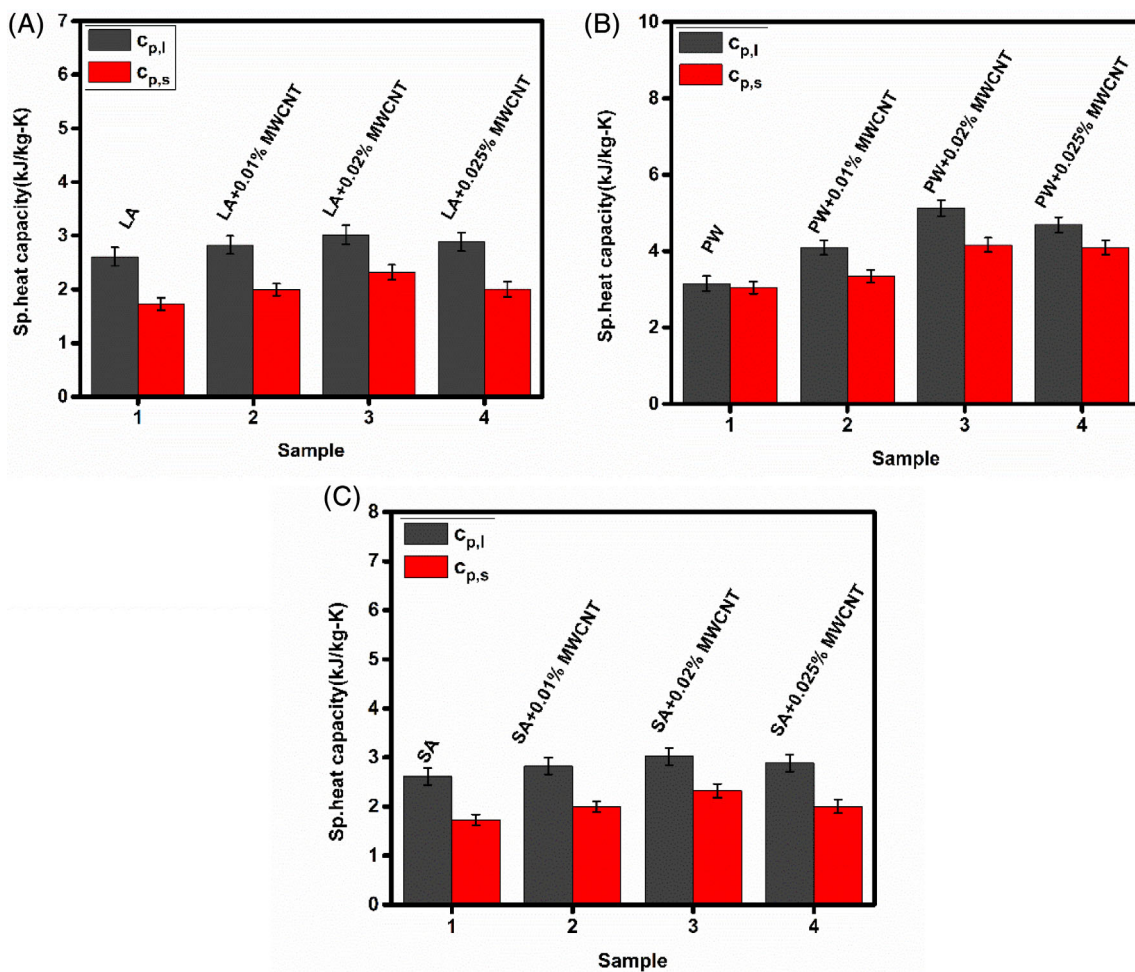 (A)
7
6
5
4
3
2
1
0
Sp.heat capacity(kJ/kg-K)
cp,l
cp,s
LA
LA+0.01% MWCNT
LA+0.02% MWCNT
LA+0.025% MWCNT
1 2 3 4
Sample
(B)
10
8
6
4
2
0
Sp.heat capacity(kJ/kg-K)
cp,l
cp,s
PW
PW+0.01% MWCNT
PW+0.02% MWCNT
PW+0.025% MWCNT
1 2 3 4
Sample
(C)
8
7
6
5
4
3
2
1
0
Sp.heat capacity(kJ/kg-K)
cp,l
cp,s
SA
SA+0.01% MWCNT
SA+0.02% MWCNT
SA+0.025% MWCNT
1 2 3 4
Sample